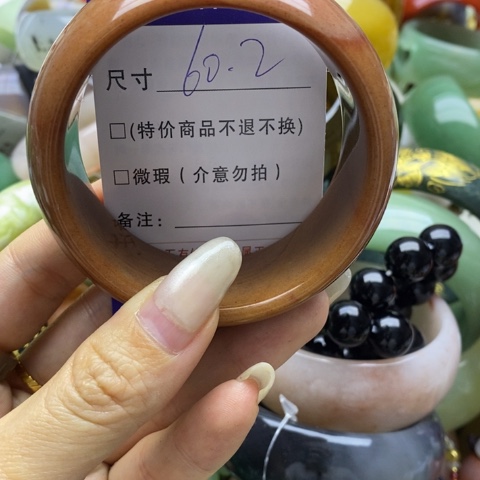 尺寸 60.2
□(特价商品不退不换)
□微瑕(介意勿拍)
备注: